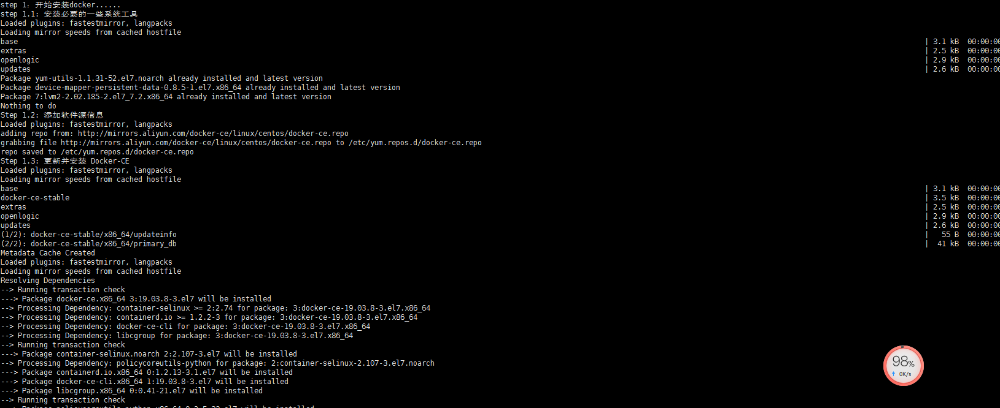 step 1: 开始安装docker......
step 1.1: 安装必要的一些系统工具
Loaded plugins: fastestmirror, langpacks
Loading mirror speeds from cached hostfile
base | 3.1 kB 00:00:00
extras | 2.5 kB 00:00:00
openlogic | 2.9 kB 00:00:00
updates | 2.6 kB 00:00:00
Package yum-utils-1.1.31-52.el7.noarch already installed and latest version
Package device-mapper-persistent-data-0.8.5-1.el7.x86_64 already installed and latest version
Package 7:lvm2-2.02.185-2.el7_7.2.x86_64 already installed and latest version
Nothing to do
Step 1.2: 添加软件源信息
Loaded plugins: fastestmirror, langpacks
adding repo from: http://mirrors.aliyun.com/docker-ce/linux/centos/docker-ce.repo
grabbing file http://mirrors.aliyun.com/docker-ce/linux/centos/docker-ce.repo to /etc/yum.repos.d/docker-ce.repo
repo saved to /etc/yum.repos.d/docker-ce.repo
Step 1.3: 更新并安装 Docker-CE
Loaded plugins: fastestmirror, langpacks
Loading mirror speeds from cached hostfile
base | 3.1 kB 00:00:00
docker-ce-stable | 3.5 kB 00:00:00
extras | 2.5 kB 00:00:00
openlogic | 2.9 kB 00:00:00
updates | 2.6 kB 00:00:00
(1/2): docker-ce-stable/x86_64/updateinfo | 55 B 00:00:00
(2/2): docker-ce-stable/x86_64/primary_db | 41 kB 00:00:00
Metadata Cache Created
Loaded plugins: fastestmirror, langpacks
Loading mirror speeds from cached hostfile
Resolving Dependencies
--> Running transaction check
---> Package docker-ce.x86_64 3:19.03.8-3.el7 will be installed
--> Processing Dependency: container-selinux >= 2:2.74 for package: 3:docker-ce-19.03.8-3.el7.x86_64
--> Processing Dependency: containerd.io >= 1.2.2-3 for package: 3:docker-ce-19.03.8-3.el7.x86_64
--> Processing Dependency: docker-ce-cli for package: 3:docker-ce-19.03.8-3.el7.x86_64
--> Processing Dependency: libcgroup for package: 3:docker-ce-19.03.8-3.el7.x86_64
--> Running transaction check
---> Package container-selinux.noarch 2:2.107-3.el7 will be installed
--> Processing Dependency: policycoreutils-python for package: 2:container-selinux-2.107-3.el7.noarch
---> Package containerd.io.x86_64 0:1.2.13-3.1.el7 will be installed
---> Package docker-ce-cli.x86_64 1:19.03.8-3.el7 will be installed
---> Package libcgroup.x86_64 0:0.41-21.el7 will be installed
--> Running transaction check
98%
↑ 0K/s